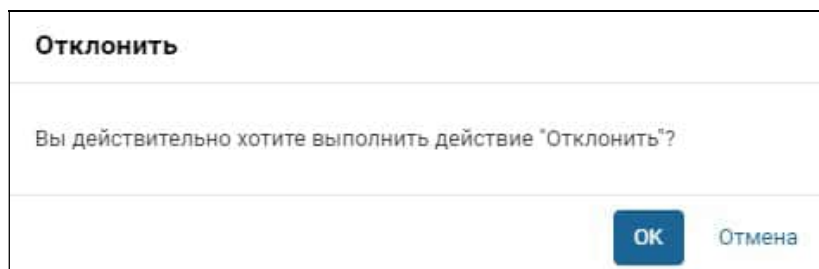 Отклонить
Вы действительно хотите выполнить действие "Отклонить"?
ОК Отмена